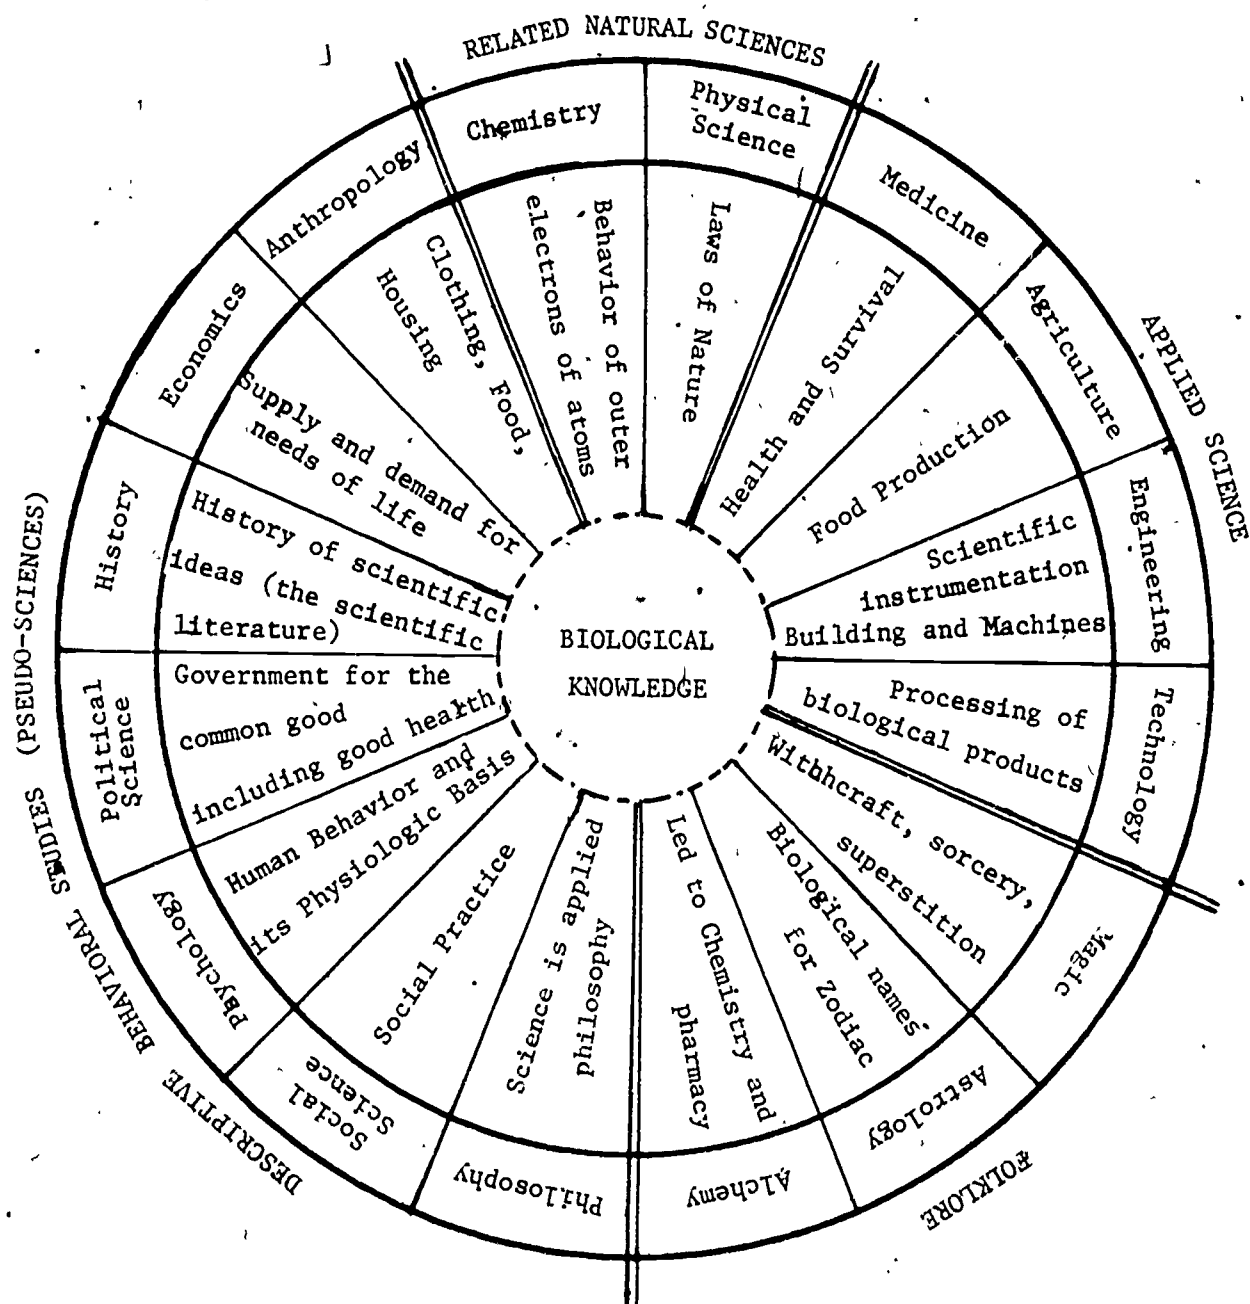 RELATED NATURAL SCIENCES
Chemistry
Behavior of outer
electrons of atoms
Physical
Science
Laws of Nature
APPLIED SCIENCE
Medicine
Health and Survival
Agriculture
Food Production
Engineering
Scientific
instrumentation
Building and Machines
Technology
Processing of
biological products
FOLKLORE
Magic
Withhcraft, sorcery,
superstition
Astrology
Biological names
for Zodiac
Alchemy
Led to Chemistry and
pharmacy
DESCRIPTIVE BEHAVIORAL STUDIES (PSEUDO-SCIENCES)
Philosophy
Science is applied
philosophy
Social
Science
Social Practice
Phychology
Human Behavior and
its Physiologic Basis
Political
Science
Government for the
common good
including good health
History
History of scientific
ideas (the scientific
literature)
Economics
Supply and demand for
needs of life
Anthropology
Clothing, Food,
Housing
BIOLOGICAL
KNOWLEDGE